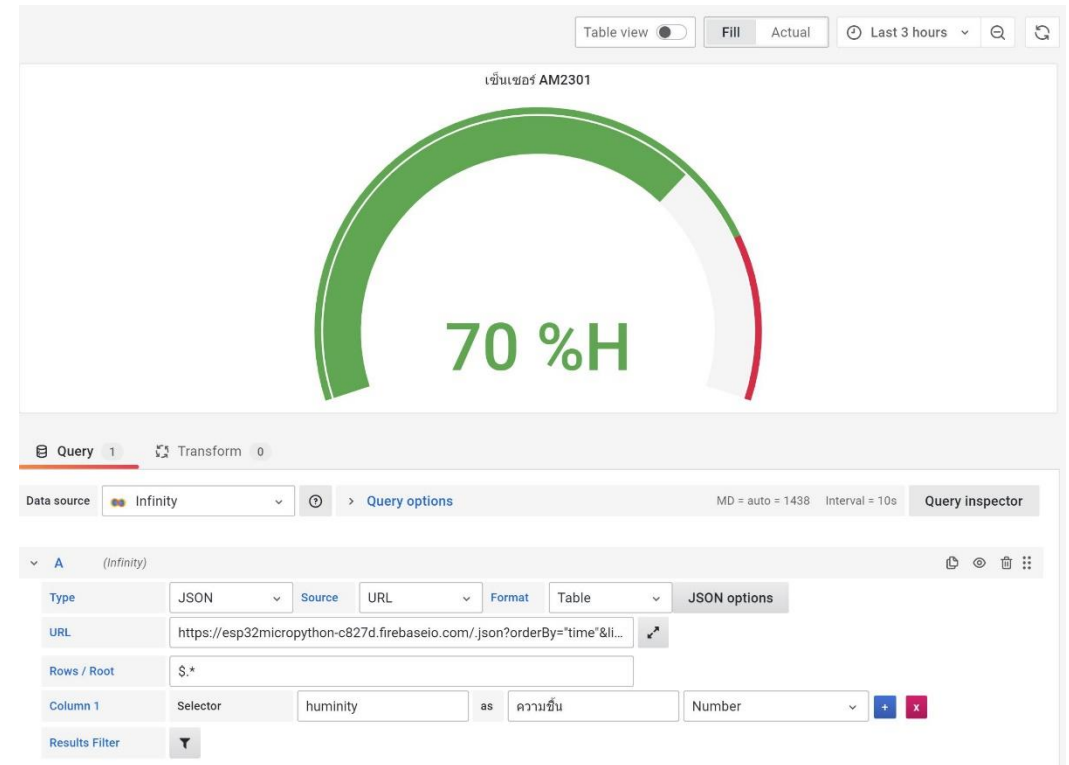 Table view Fill Actual Last 3 hours
เซ็นเซอร์ AM2301
70 %H
Query 1 Transform 0
Data source Infinity Query options MD = auto = 1438 Interval = 10s Query inspector
A (Infinity)
Type JSON Source URL Format Table JSON options
URL https://esp32micropython-c827d.firebaseio.com/.json?orderBy="time"&li...
Rows / Root $.*
Column 1 Selector huminity as ความชื้น Number + x
Results Filter